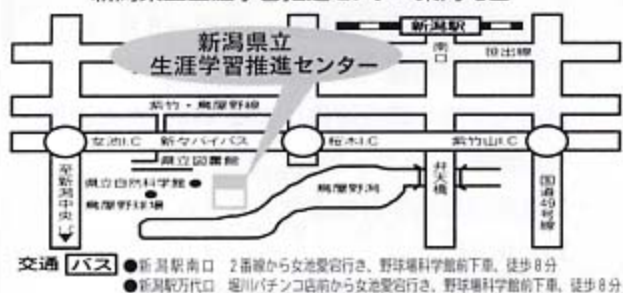 新潟駅
南口
笹出線
新潟県立
生涯学習推進センター
紫竹・鳥屋野線
女池I.C
新々バイパス
桜木I.C
紫竹山I.C
県立図書館
県立自然科学館●
●
鳥屋野球場
鳥屋野潟
弁天橋
国道49号線
至新潟中央
交通 バス ●新潟駅南口 2番線から女池愛宕行き、野球場科学館前下車、徒歩8分
●新潟駅万代口 堀川パチンコ店前から女池愛宕行き、野球場科学館前下車、徒歩8分